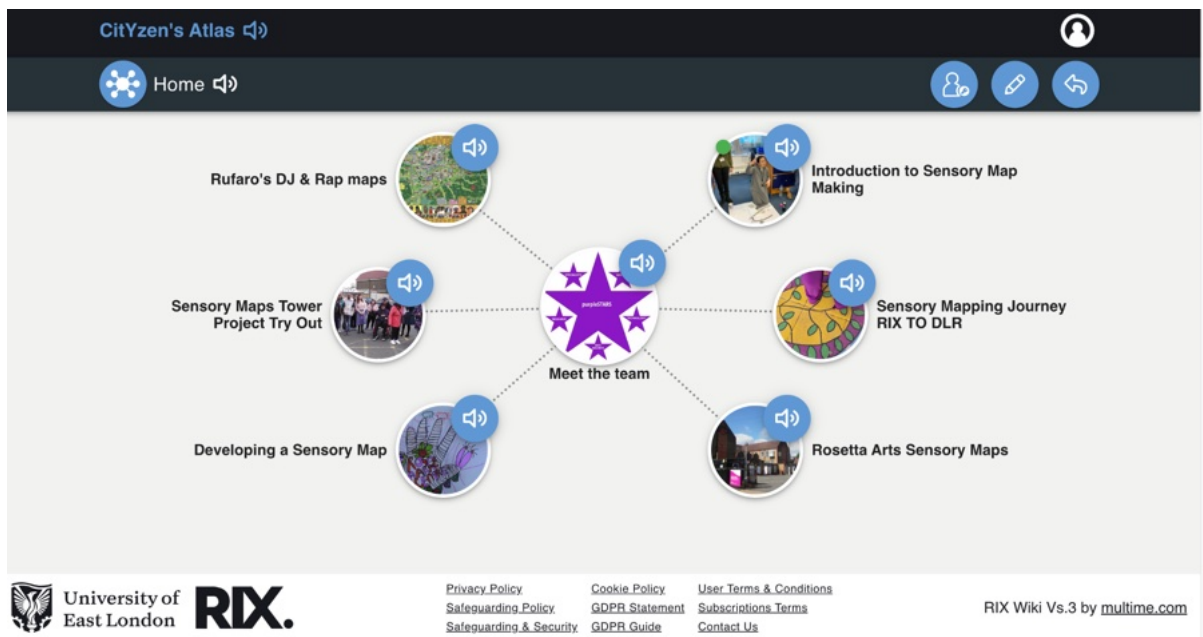 CitYzen's Atlas
Home
Rufaro's DJ & Rap maps
Introduction to Sensory Map
Making
Sensory Maps Tower
Project Try Out
purpleSTARS
Meet the team
Sensory Mapping Journey
RIX TO DLR
Developing a Sensory Map
Rosetta Arts Sensory Maps
University of
East London
RIX.
Privacy Policy
Cookie Policy
User Terms & Conditions
Safeguarding Policy
GDPR Statement
Subscriptions Terms
Safeguarding & Security
GDPR Guide
Contact Us
RIX Wiki Vs.3 by multime.com